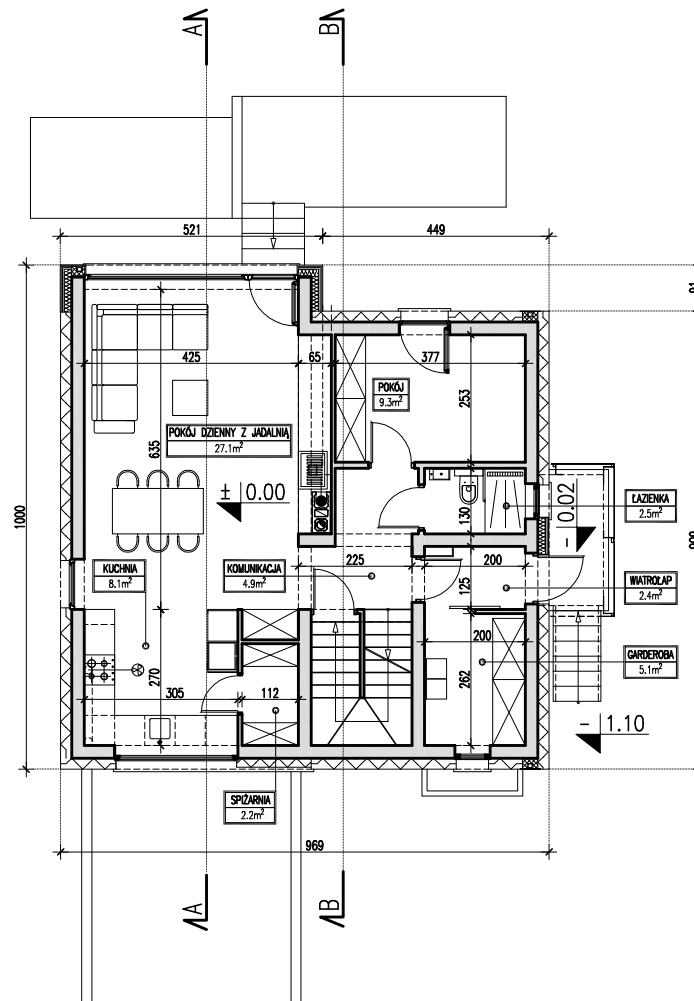 A
B
521
449
91
1000
425
65
377
POKÓJ
9.3m²
253
POKÓJ DZIENNY Z JADALNIĄ
27.1m²
635
± 0.00
130
- 0.02
ŁAZIENKA
2.5m²
KUCHNIA
8.1m²
KOMUNIKACJA
4.9m²
225
200
125
WIATROŁAP
2.4m²
200
GARDEROBA
5.1m²
270
262
305
112
- 1.10
SPIŻARNIA
2.2m²
969
A
B